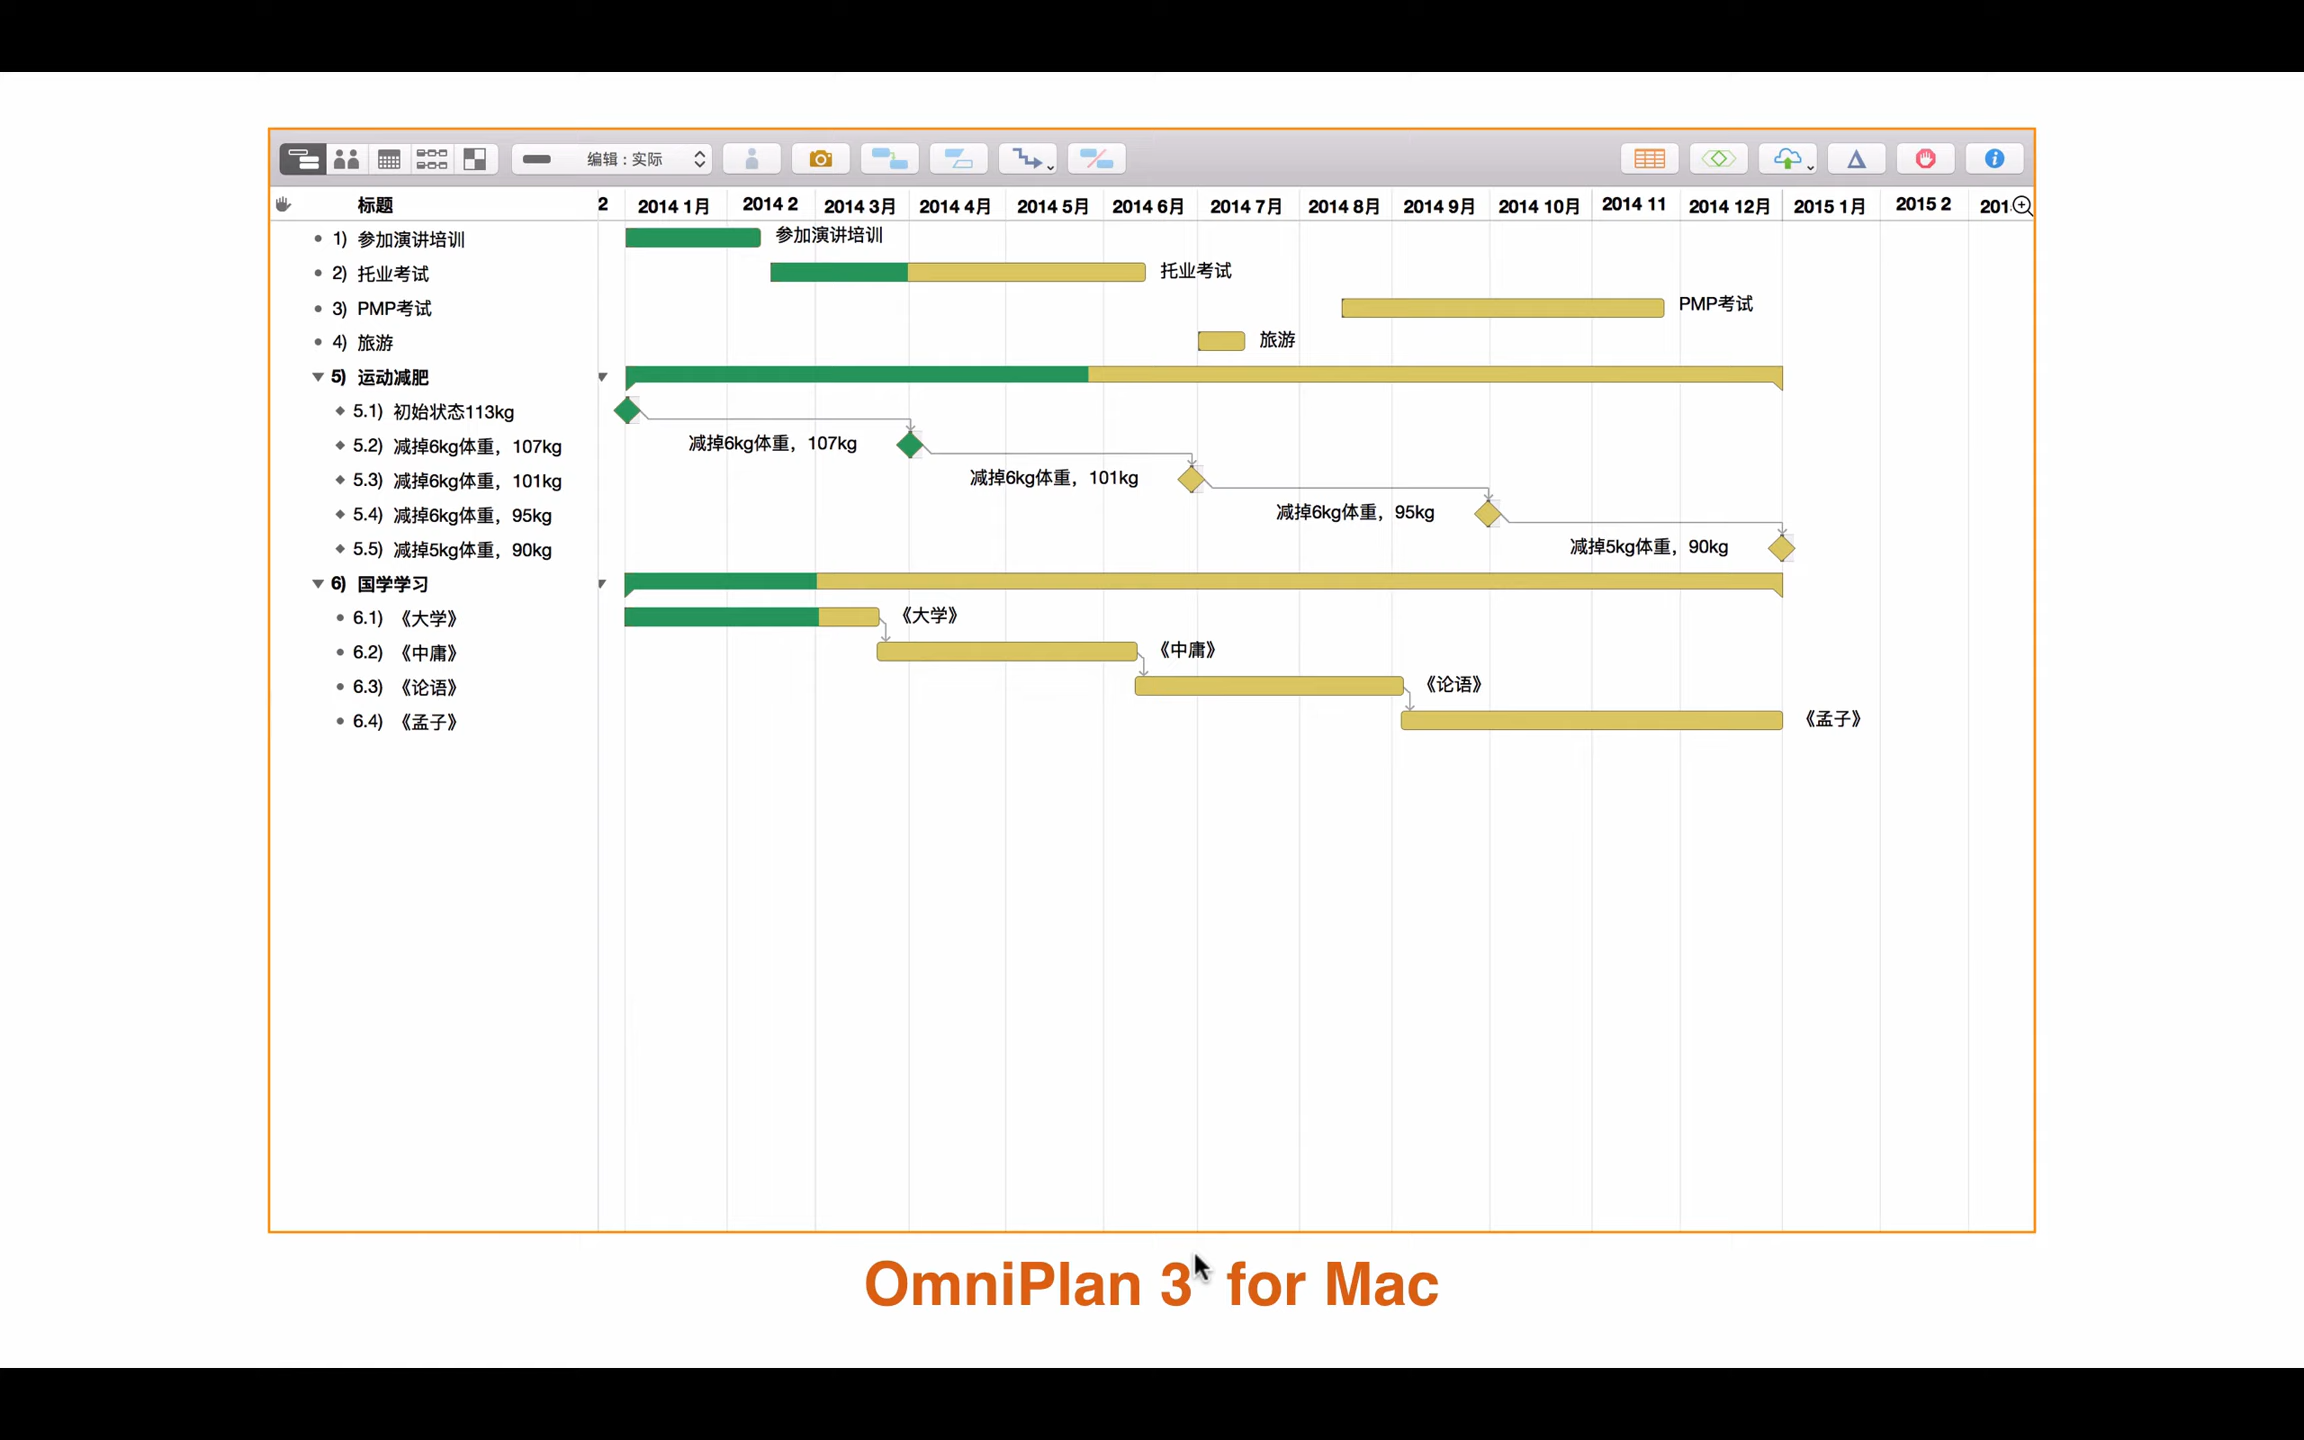 编辑：实际
标题
2 2014 1月 2014 2 2014 3月 2014 4月 2014 5月 2014 6月 2014 7月 2014 8月 2014 9月 2014 10月 2014 11 2014 12月 2015 1月 2015 2 201
1) 参加演讲培训 参加演讲培训
2) 托业考试 托业考试
3) PMP考试 PMP考试
4) 旅游 旅游
5) 运动减肥
5.1) 初始状态113kg
5.2) 减掉6kg体重，107kg 减掉6kg体重，107kg
5.3) 减掉6kg体重，101kg 减掉6kg体重，101kg
5.4) 减掉6kg体重，95kg 减掉6kg体重，95kg
5.5) 减掉5kg体重，90kg 减掉5kg体重，90kg
6) 国学学习
6.1) 《大学》 《大学》
6.2) 《中庸》 《中庸》
6.3) 《论语》 《论语》
6.4) 《孟子》 《孟子》
OmniPlan 3 for Mac